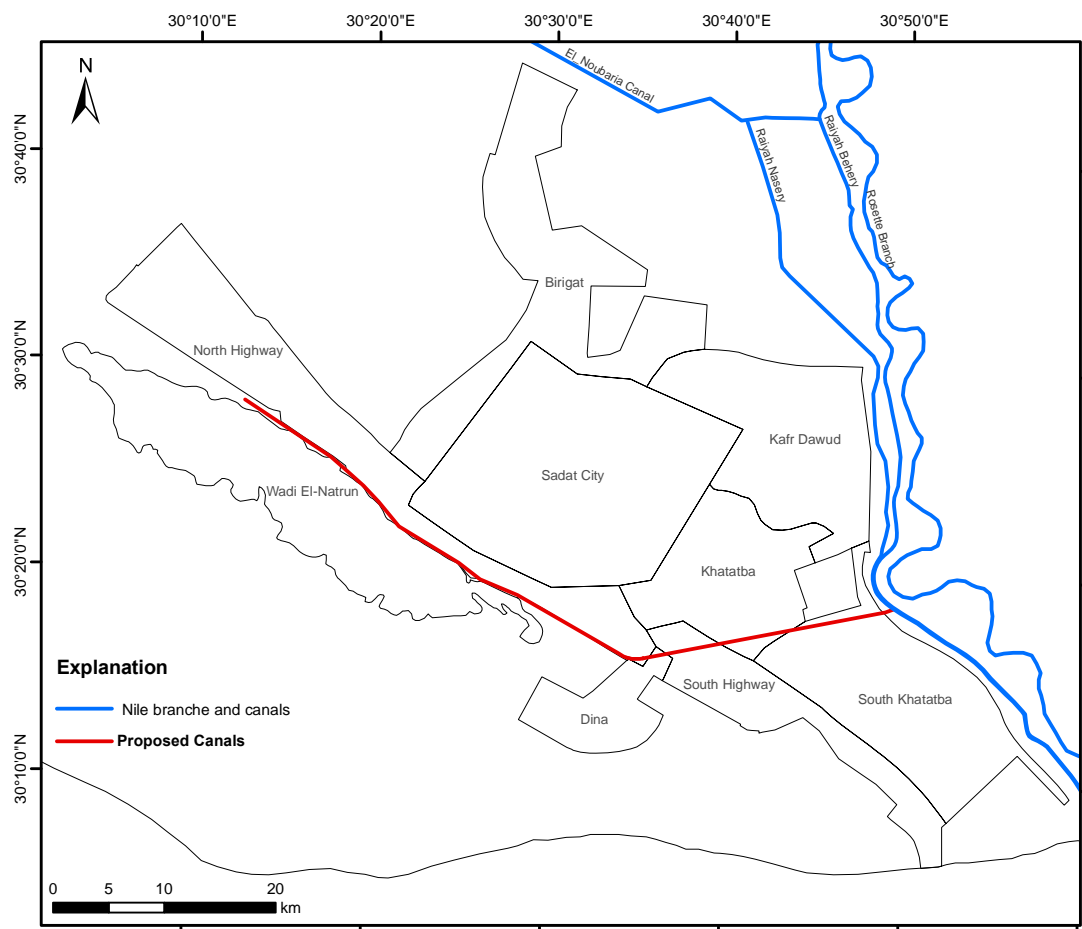 30°10'0"E
30°20'0"E
30°30'0"E
30°40'0"E
30°50'0"E
N
El_Noubaria Canal
Raiyah Nasery
Raiyah Behery
Rosette Branch
30°40'0"N
30°30'0"N
30°20'0"N
30°10'0"N
Birigat
North Highway
Kafr Dawud
Sadat City
Wadi El-Natrun
Khatatba
South Highway
South Khatatba
Dina
Explanation
Nile branche and canals
Proposed Canals
0 5 10 20
km